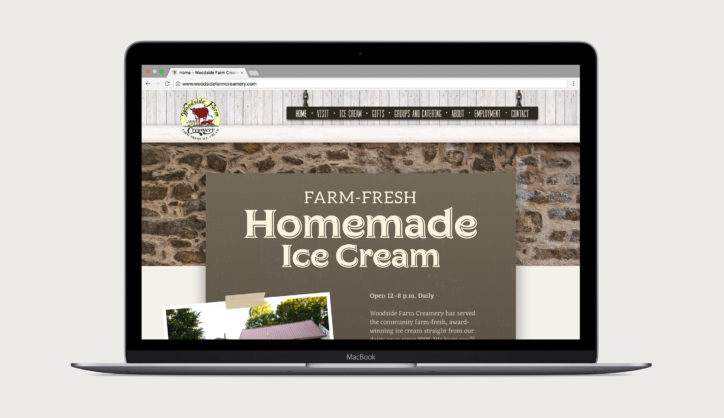 Home - Woodside Farm Cream
www.woodsidefarmcreamery.com
Woodside Farm
Creamery
HOME • VISIT • ICE CREAM • GIFTS • GROUPS AND CATERING • ABOUT • EMPLOYMENT • CONTACT
FARM-FRESH
Homemade
Ice Cream
Open 12–8 p.m. Daily
Woodside Farm Creamery has served
the community farm-fresh, award-
winning ice cream straight from our
MacBook